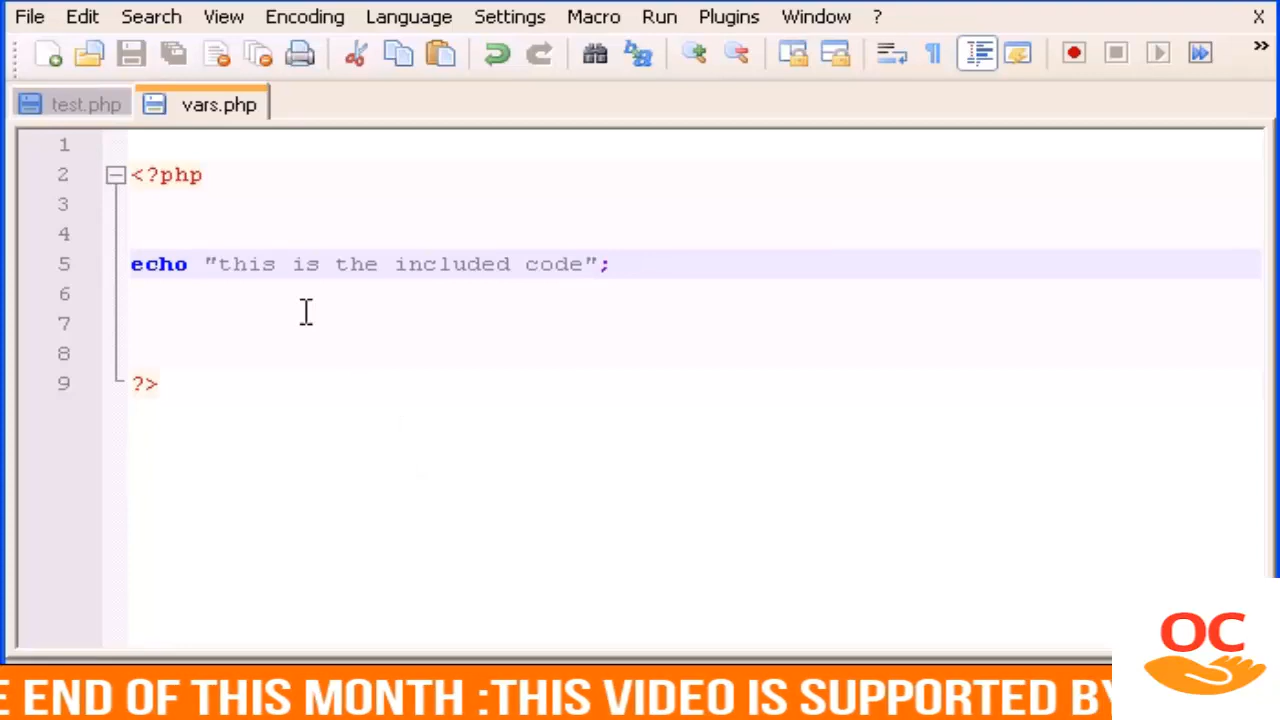 File Edit Search View Encoding Language Settings Macro Run Plugins Window ? X
»
test.php vars.php
1
2 <?php
3
4
5 echo "this is the included code";
6
7
8
9 ?>
OC
E END OF THIS MONTH :THIS VIDEO IS SUPPORTED BY